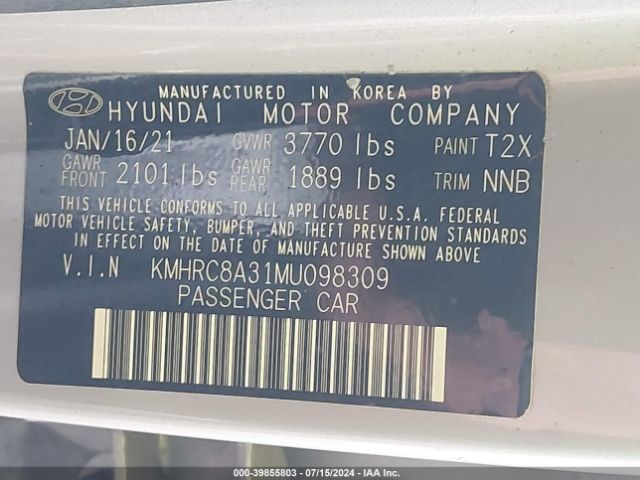 MANUFACTURED IN KOREA BY
HYUNDAI MOTOR COMPANY
JAN/16/21 GVWR 3770 lbs PAINT T2X
GAWR FRONT 2101 lbs GAWR REAR 1889 lbs TRIM NNB
THIS VEHICLE CONFORMS TO ALL APPLICABLE U.S.A. FEDERAL
MOTOR VEHICLE SAFETY, BUMPER, AND THEFT PREVENTION STANDARDS
IN EFFECT ON THE DATE OF MANUFACTURE SHOWN ABOVE
V.I.N KMHRC8A31MU098309
PASSENGER CAR
000-39855803 - 07/15/2024 - IAA Inc.